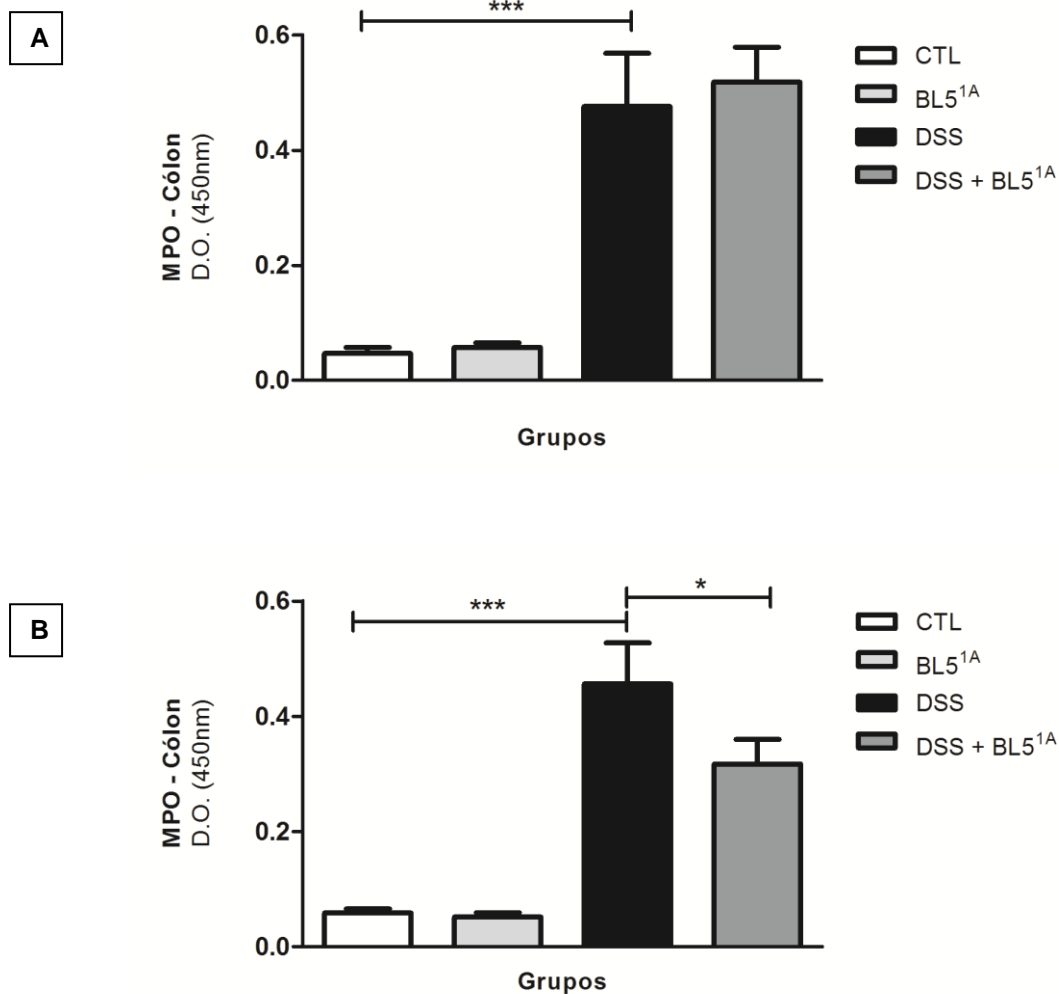 A
***
0.6
0.4
0.2
0.0
MPO - Cólon
D.O. (450nm)
Grupos
CTL
BL5^1A
DSS
DSS + BL5^1A
B
***
*
0.6
0.4
0.2
0.0
MPO - Cólon
D.O. (450nm)
Grupos
CTL
BL5^1A
DSS
DSS + BL5^1A